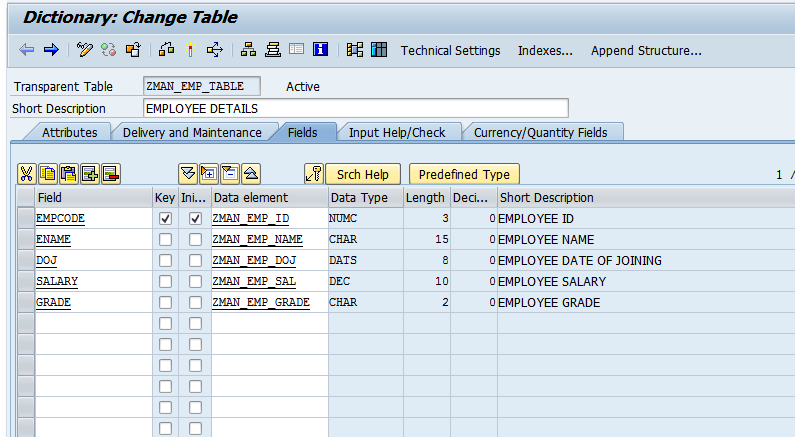 Dictionary: Change Table
Technical Settings Indexes... Append Structure...
Transparent Table ZMAN_EMP_TABLE Active
Short Description EMPLOYEE DETAILS
Attributes Delivery and Maintenance Fields Input Help/Check Currency/Quantity Fields
Srch Help Predefined Type 1 /
Field Key Ini... Data element Data Type Length Deci... Short Description
EMPCODE ZMAN_EMP_ID NUMC 3 0 EMPLOYEE ID
ENAME ZMAN_EMP_NAME CHAR 15 0 EMPLOYEE NAME
DOJ ZMAN_EMP_DOJ DATS 8 0 EMPLOYEE DATE OF JOINING
SALARY ZMAN_EMP_SAL DEC 10 0 EMPLOYEE SALARY
GRADE ZMAN_EMP_GRADE CHAR 2 0 EMPLOYEE GRADE